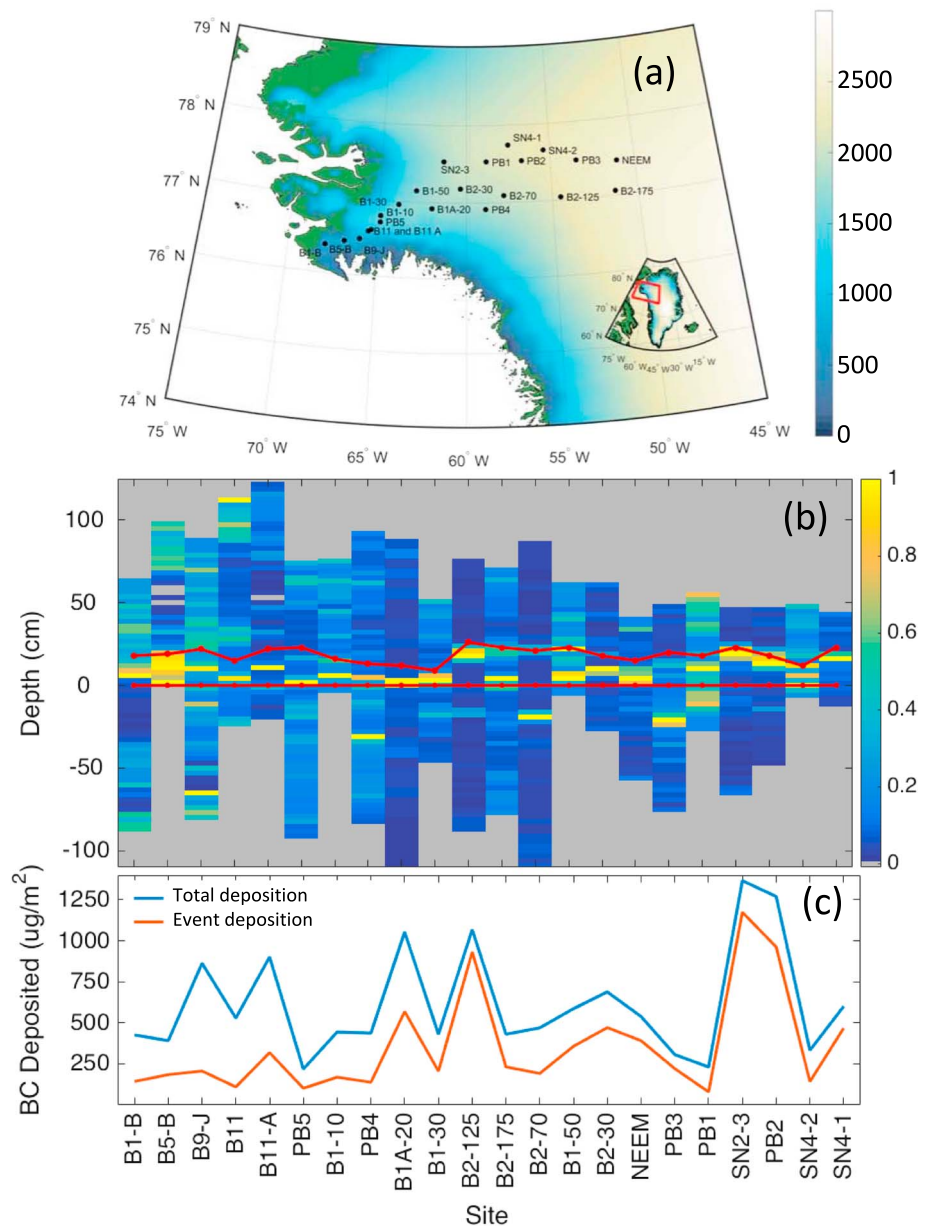 79° N
(a)
2500
78° N
SN4-1
SN4-2
2000
SN2-3
PB1
PB2
PB3
NEEM
77° N
B1-50
B2-30
B2-70
B2-125
B2-175
1500
B1-30
B1A-20
PB4
B1-10
PB5
B11 and B11 A
76° N
B1-B
B5-B
B9-J
80° N
1000
70° N
75° N
60° N
75° W
60° W
45° W
30° W
15° W
500
74° N
0
75° W
70° W
65° W
60° W
55° W
50° W
45° W
(b)
1
100
0.8
50
0.6
Depth (cm)
0
0.4
-50
0.2
-100
0
(c)
Total deposition
Event deposition
BC Deposited (ug/m2)
1250
1000
750
500
250
B1-B
B5-B
B9-J
B11
B11-A
PB5
B1-10
PB4
B1A-20
B1-30
B2-125
B2-175
B2-70
B1-50
B2-30
NEEM
PB3
PB1
SN2-3
PB2
SN4-2
SN4-1
Site